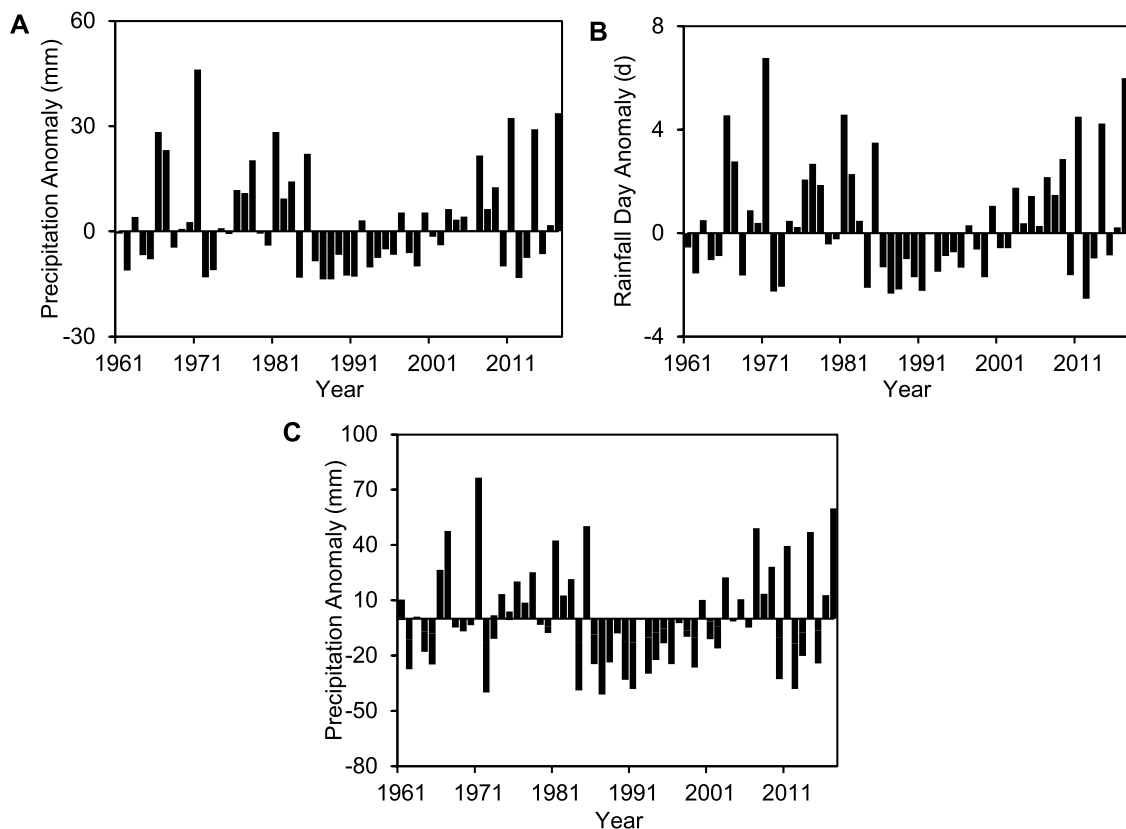 A
Precipitation Anomaly (mm)
60
30
0
-30
1961 1971 1981 1991 2001 2011
Year
B
Rainfall Day Anomaly (d)
8
4
0
-4
1961 1971 1981 1991 2001 2011
Year
C
Precipitation Anomaly (mm)
100
70
40
10
-20
-50
-80
1961 1971 1981 1991 2001 2011
Year